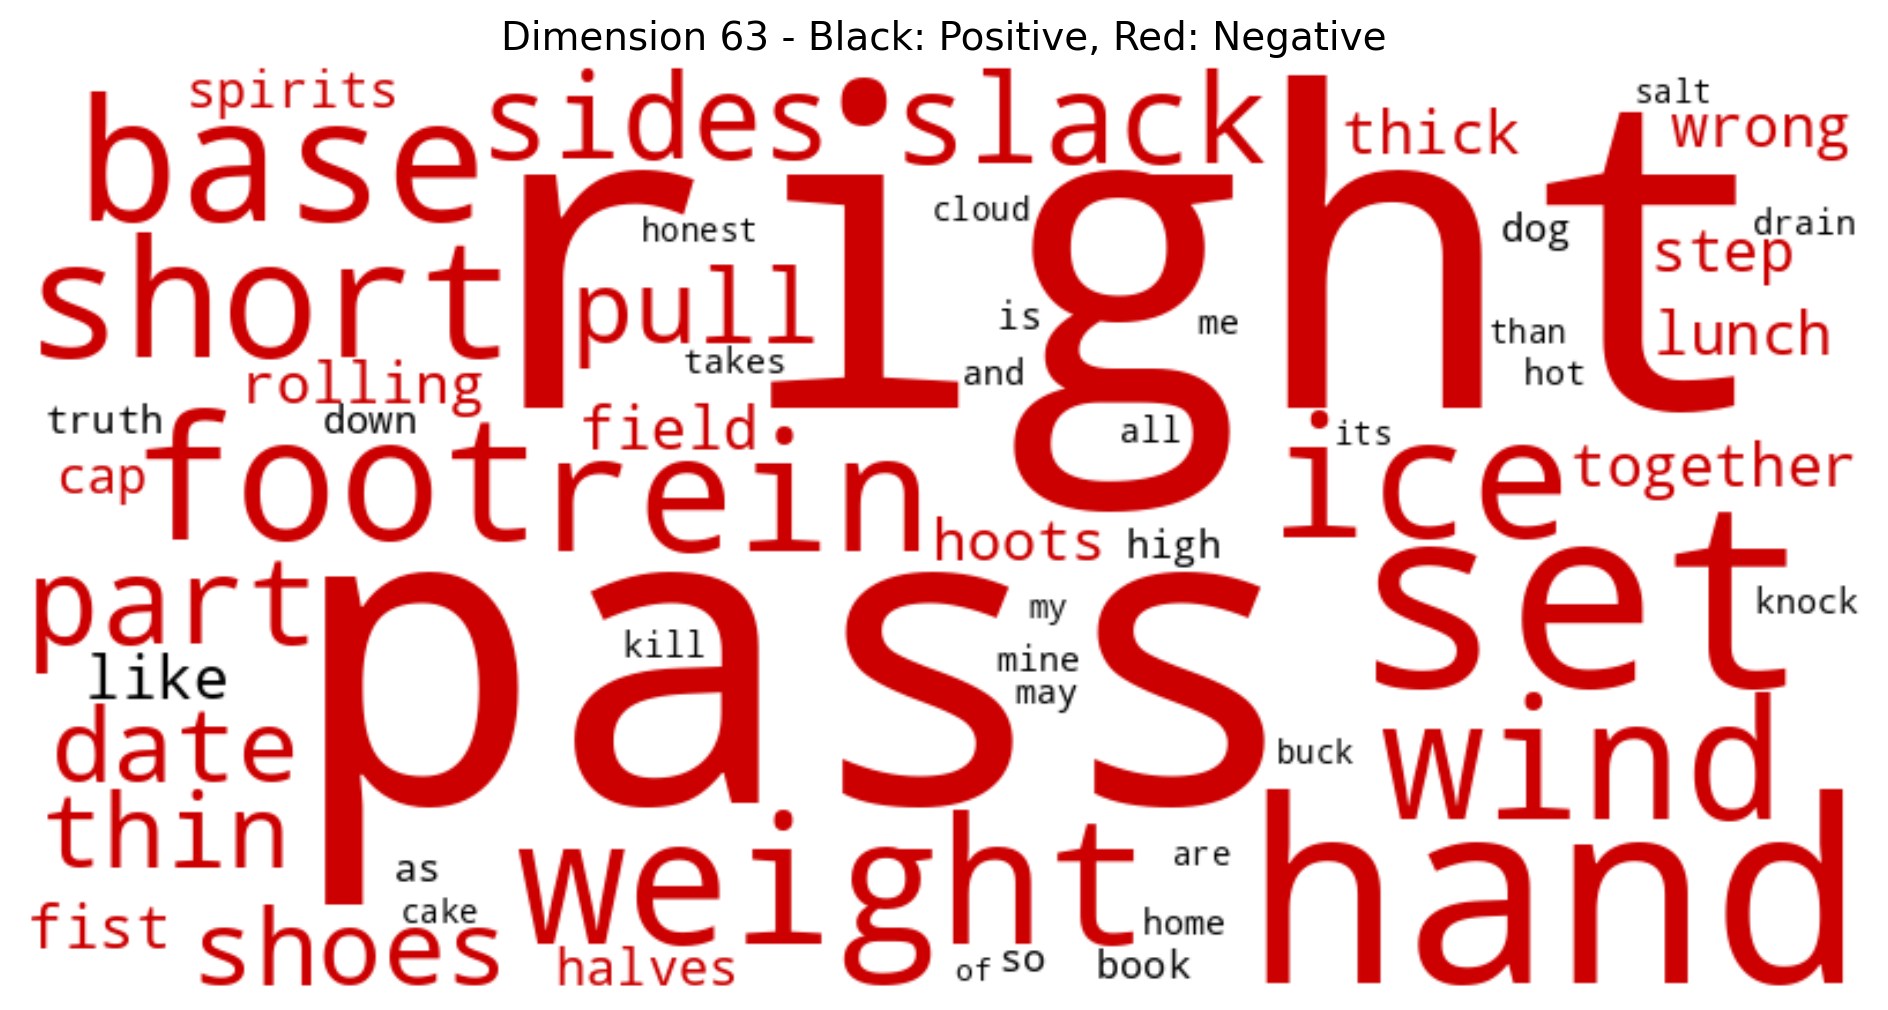 Dimension 63 - Black: Positive, Red: Negative
spirits
base
sides
slack
right
thick
salt
wrong
honest
cloud
dog
drain
short
pull
step
is
me
than
lunch
takes
and
hot
rolling
truth
down
field
all
its
cap
foot
rein
ice
together
hoots
high
part
pass
set
my
knock
kill
like
mine
may
date
buck
wind
thin
weight
hand
as
are
cake
home
fist
shoes
halves
of
so
book